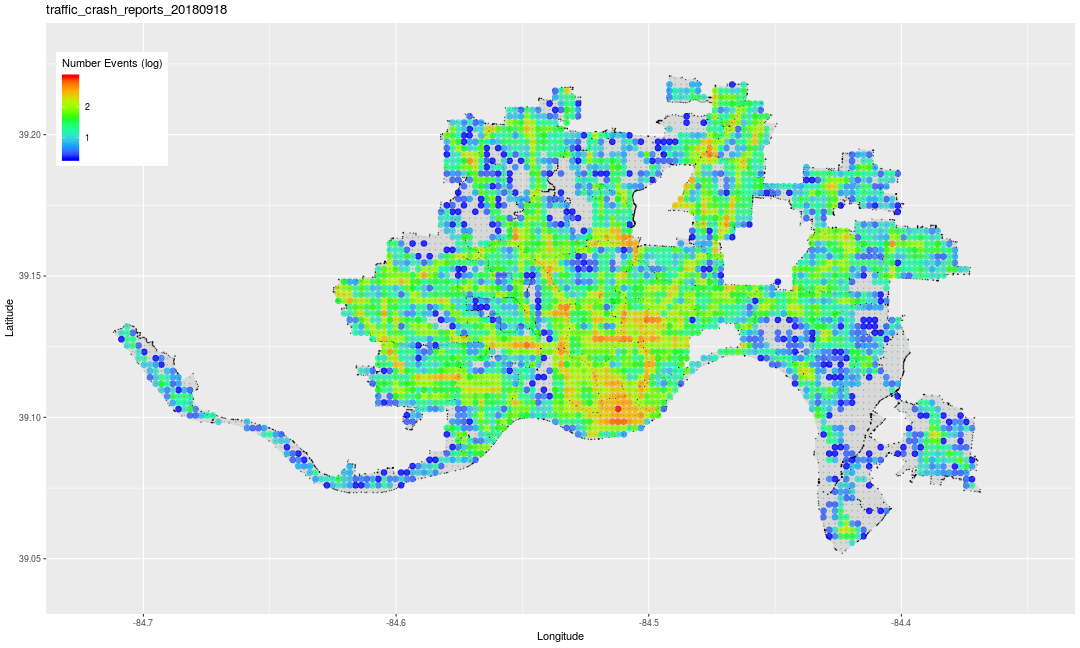 traffic_crash_reports_20180918
Number Events (log)
2
1
39.20
39.15
39.10
39.05
Latitude
-84.7
-84.6
-84.5
-84.4
Longitude